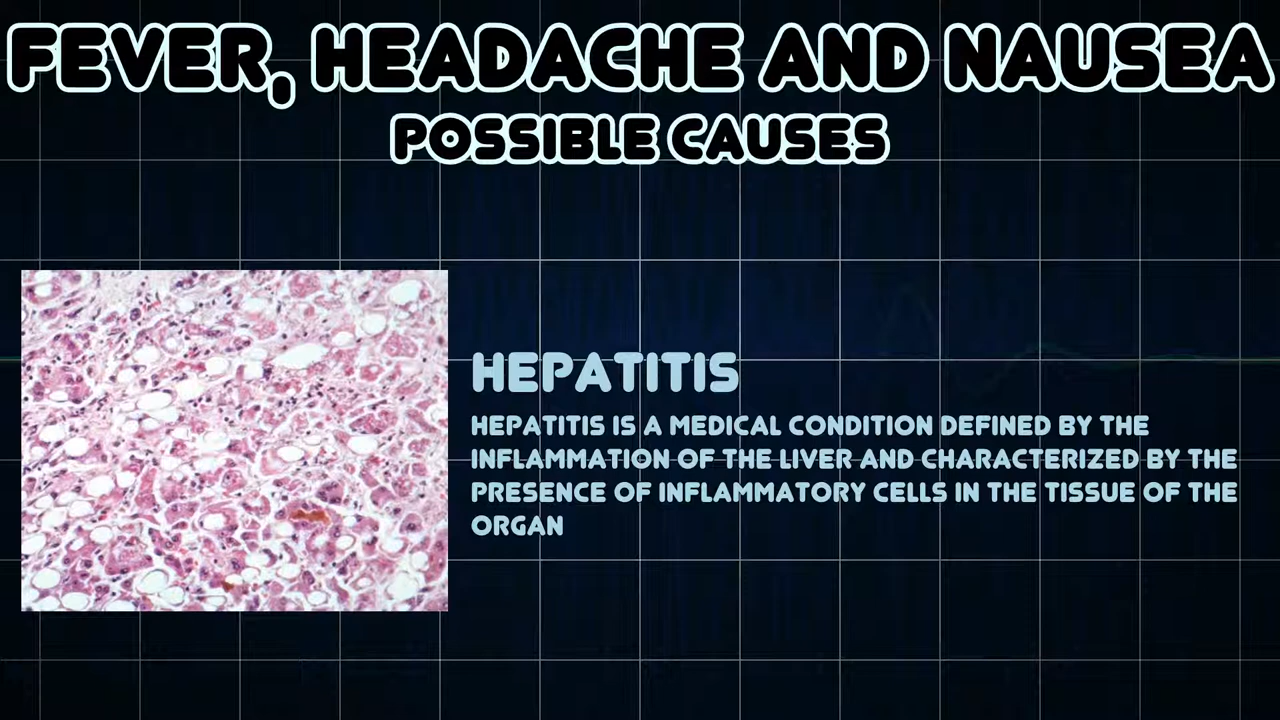 FEVER, HEADACHE AND NAUSEA
POSSIBLE CAUSES
HEPATITIS
HEPATITIS IS A MEDICAL CONDITION DEFINED BY THE
INFLAMMATION OF THE LIVER AND CHARACTERIZED BY THE
PRESENCE OF INFLAMMATORY CELLS IN THE TISSUE OF THE
ORGAN